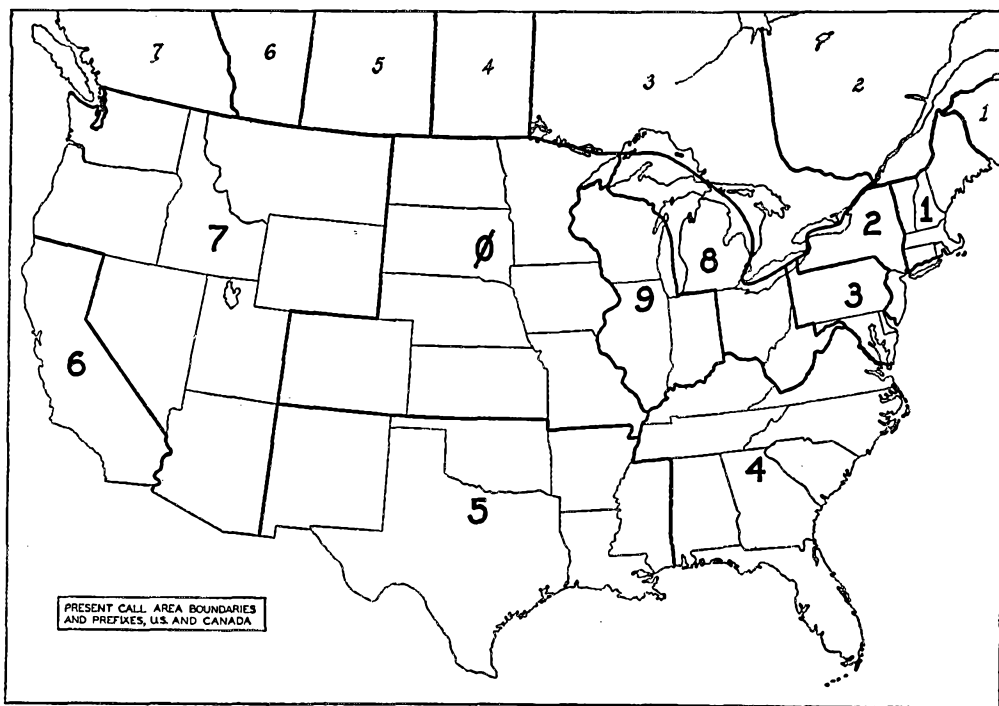 7 6 5 4 3 2 1
7 Ø 8 2 1
6 9 3
5 4
PRESENT CALL AREA BOUNDARIES
AND PREFIXES, U.S. AND CANADA